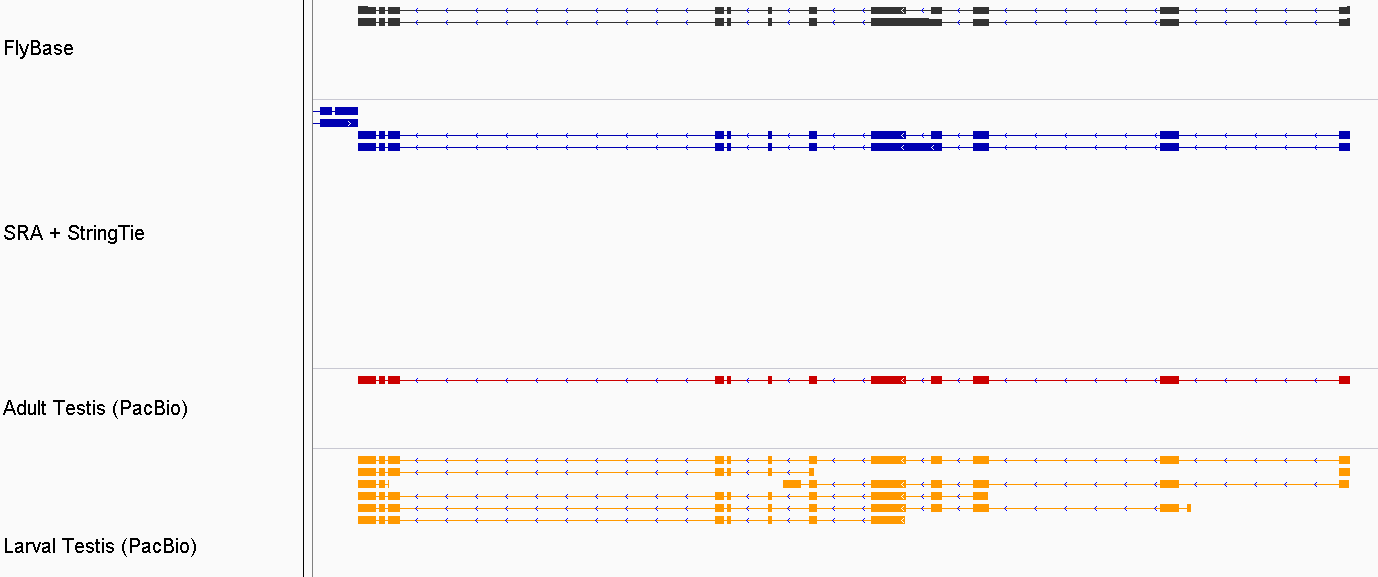 FlyBase
SRA + StringTie
Adult Testis (PacBio)
Larval Testis (PacBio)